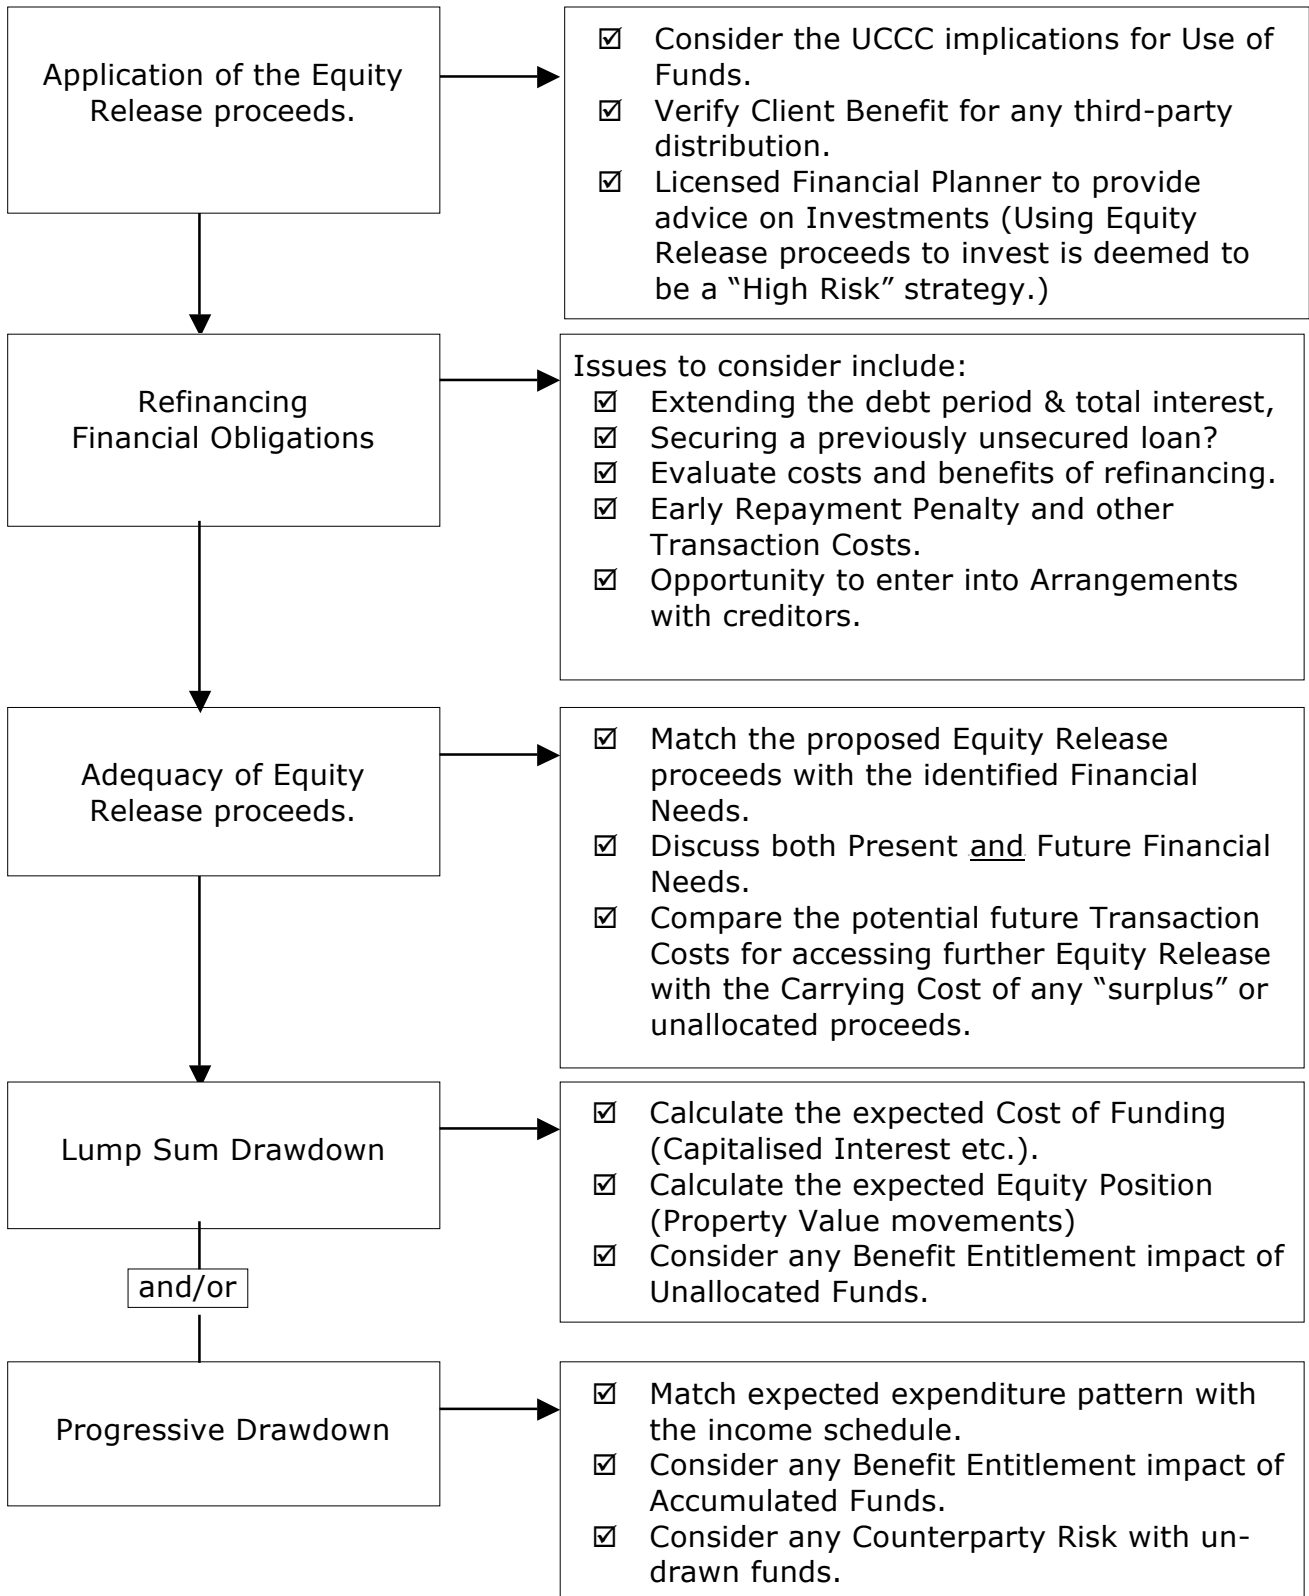 Application of the Equity
Release proceeds.
☑ Consider the UCCC implications for Use of
Funds.
☑ Verify Client Benefit for any third-party
distribution.
☑ Licensed Financial Planner to provide
advice on Investments (Using Equity
Release proceeds to invest is deemed to
be a “High Risk” strategy.)
Refinancing
Financial Obligations
Issues to consider include:
☑ Extending the debt period & total interest,
☑ Securing a previously unsecured loan?
☑ Evaluate costs and benefits of refinancing.
☑ Early Repayment Penalty and other
Transaction Costs.
☑ Opportunity to enter into Arrangements
with creditors.
Adequacy of Equity
Release proceeds.
☑ Match the proposed Equity Release
proceeds with the identified Financial
Needs.
☑ Discuss both Present and Future Financial
Needs.
☑ Compare the potential future Transaction
Costs for accessing further Equity Release
with the Carrying Cost of any “surplus” or
unallocated proceeds.
Lump Sum Drawdown
☑ Calculate the expected Cost of Funding
(Capitalised Interest etc.).
☑ Calculate the expected Equity Position
(Property Value movements)
☑ Consider any Benefit Entitlement impact of
Unallocated Funds.
and/or
Progressive Drawdown
☑ Match expected expenditure pattern with
the income schedule.
☑ Consider any Benefit Entitlement impact of
Accumulated Funds.
☑ Consider any Counterparty Risk with un-
drawn funds.